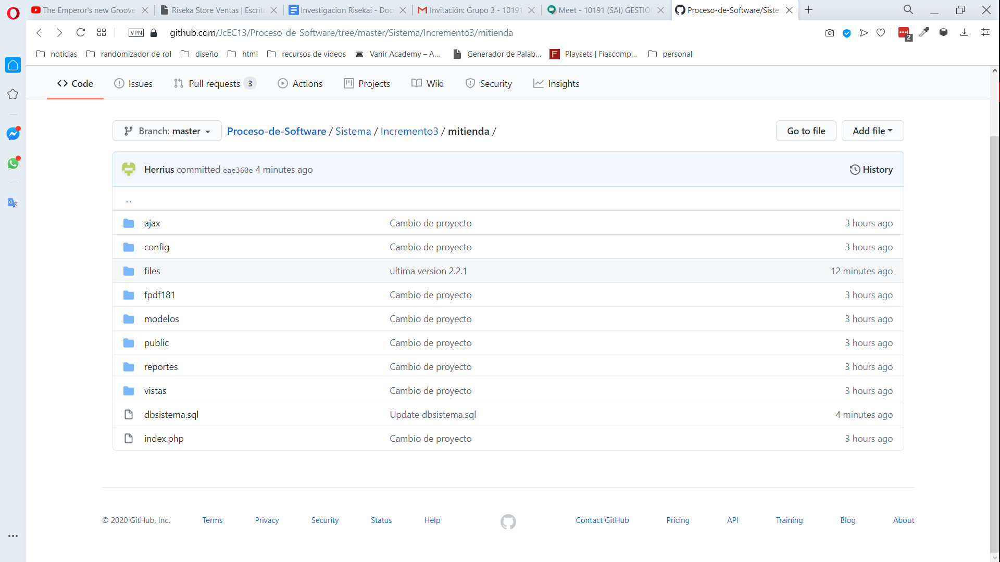 The Emperor's new Groove
Riseka Store Ventas | Escrito
Investigacion Risekai - Doc
Invitación: Grupo 3 - 10191
Meet - 10191 (SAI) GESTIÓ
Proceso-de-Software/Siste
VPN
github.com/JcEC13/Proceso-de-Software/tree/master/Sistema/Incremento3/mitienda
2
noticias
randomizador de rol
diseño
html
recursos de videos
Vanir Academy – A...
Generador de Palab...
Playsets | Fiascomp...
personal
Code
Issues
Pull requests 3
Actions
Projects
Wiki
Security
Insights
Branch: master
Proceso-de-Software / Sistema / Incremento3 / mitienda /
Go to file
Add file
Herrius committed eae360e 4 minutes ago
History
..
ajax Cambio de proyecto 3 hours ago
config Cambio de proyecto 3 hours ago
files ultima version 2.2.1 12 minutes ago
fpdf181 Cambio de proyecto 3 hours ago
modelos Cambio de proyecto 3 hours ago
public Cambio de proyecto 3 hours ago
reportes Cambio de proyecto 3 hours ago
vistas Cambio de proyecto 3 hours ago
dbsistema.sql Update dbsistema.sql 4 minutes ago
index.php Cambio de proyecto 3 hours ago
© 2020 GitHub, Inc. Terms Privacy Security Status Help Contact GitHub Pricing API Training Blog About